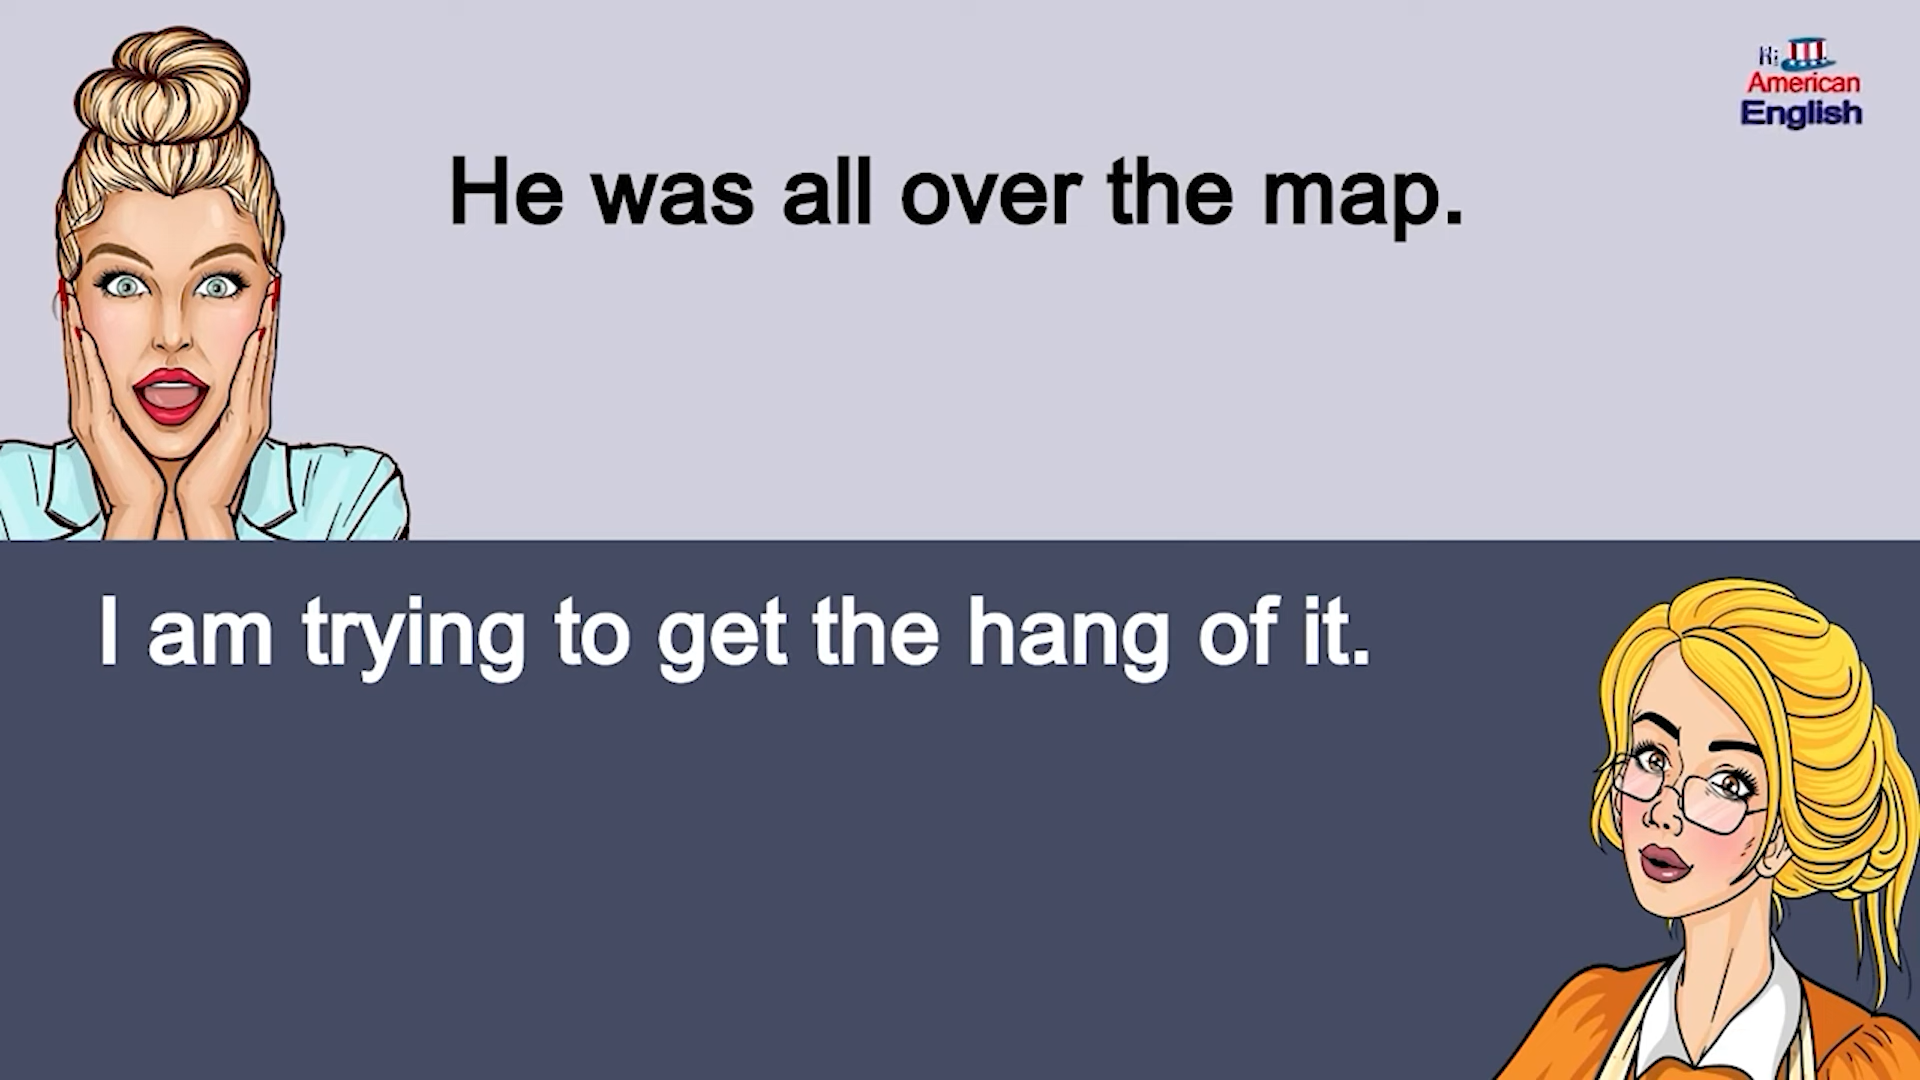 Hi
American
English
He was all over the map.
I am trying to get the hang of it.